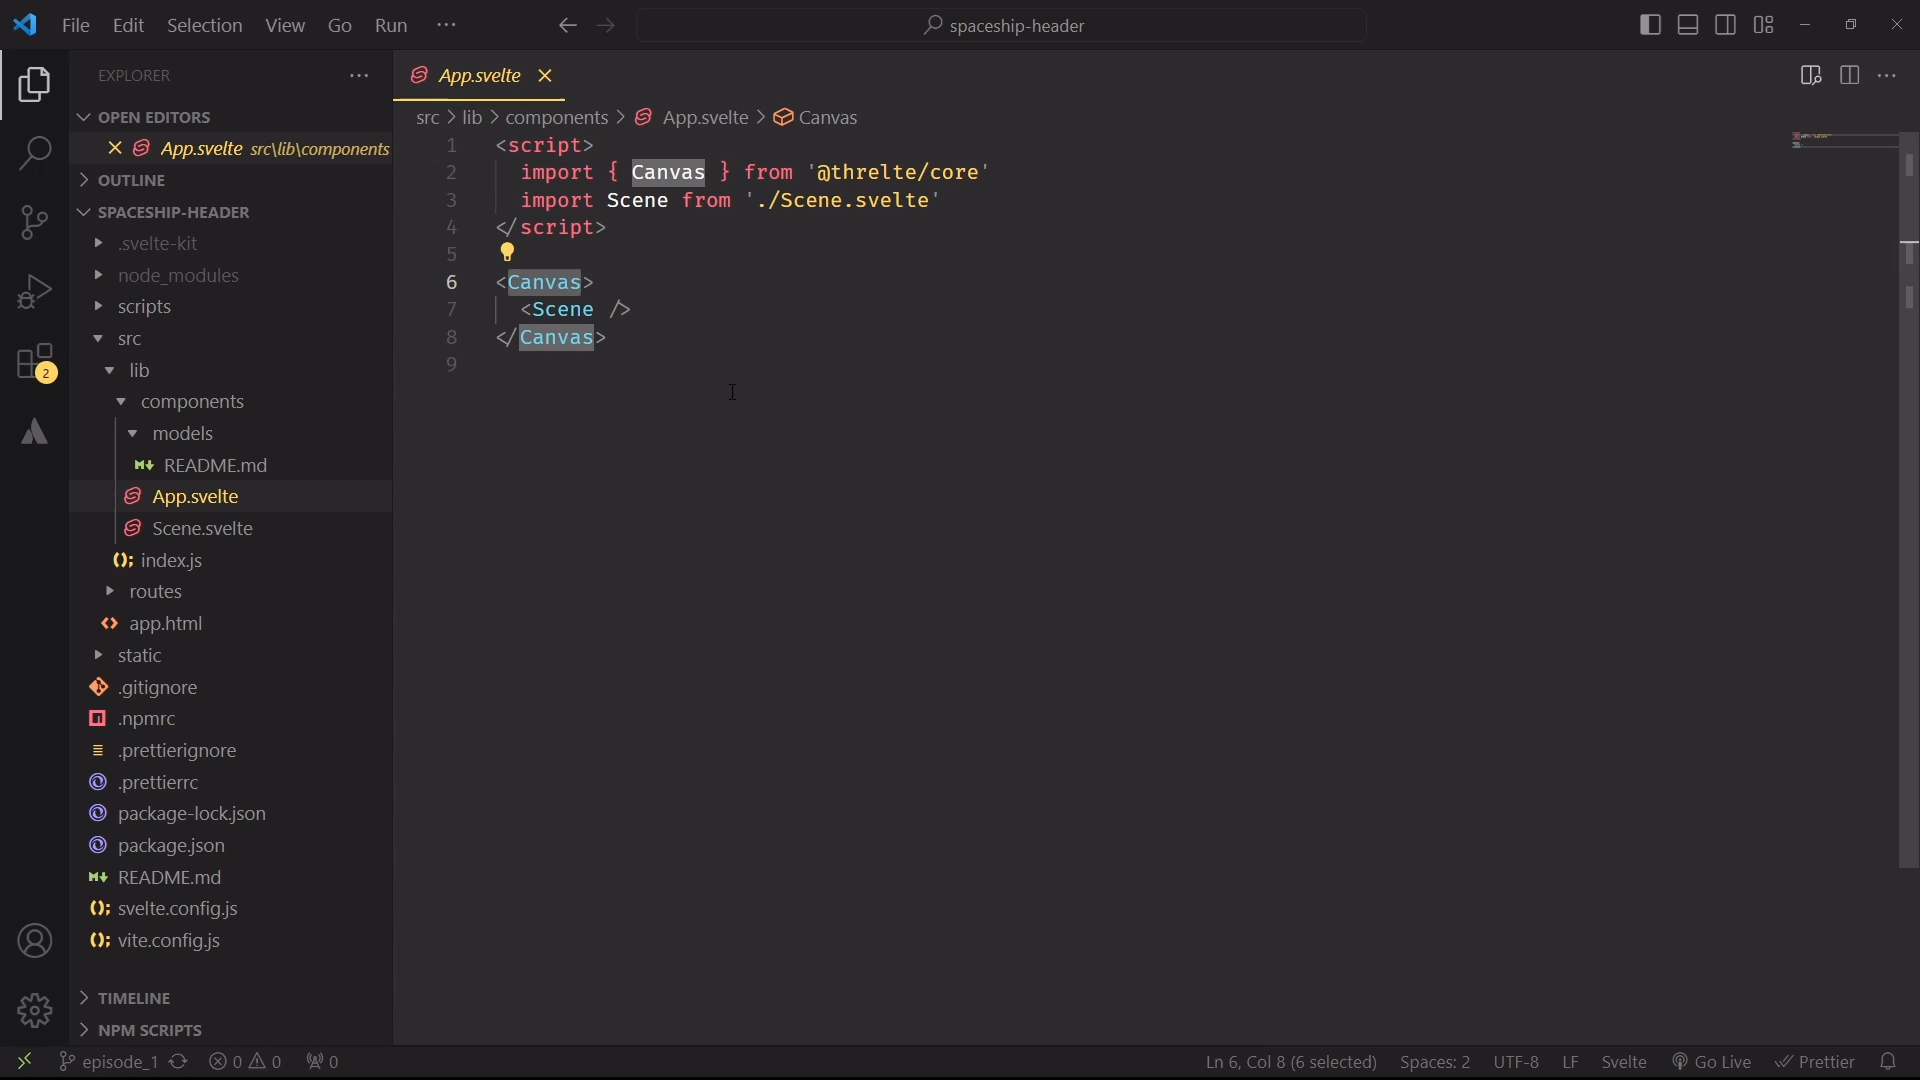 File Edit Selection View Go Run ··· spaceship-header
EXPLORER ···
OPEN EDITORS
App.svelte src\lib\components
OUTLINE
SPACESHIP-HEADER
.svelte-kit
node_modules
scripts
src
lib
components
models
README.md
App.svelte
Scene.svelte
index.js
routes
app.html
static
.gitignore
.npmrc
.prettierignore
.prettierrc
package-lock.json
package.json
README.md
svelte.config.js
vite.config.js
TIMELINE
NPM SCRIPTS
2
App.svelte
src > lib > components > App.svelte > Canvas
1 <script>
2 import { Canvas } from '@threlte/core'
3 import Scene from './Scene.svelte'
4 </script>
5
6 <Canvas>
7 <Scene />
8 </Canvas>
9
episode_1 0 0 0 Ln 6, Col 8 (6 selected) Spaces: 2 UTF-8 LF Svelte Go Live Prettier